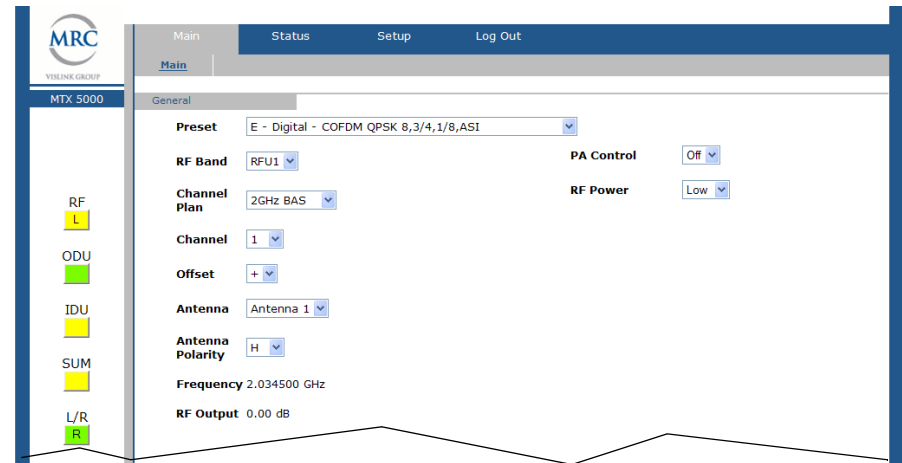 MRC
VISLINK GROUP
Main Status Setup Log Out
Main
MTX 5000
General
Preset E - Digital - COFDM QPSK 8,3/4,1/8,ASI
RF Band RFU1
PA Control Off
Channel Plan 2GHz BAS
RF Power Low
Channel 1
Offset +
Antenna Antenna 1
Antenna Polarity H
Frequency 2.034500 GHz
RF Output 0.00 dB
RF
L
ODU
IDU
SUM
L/R
R